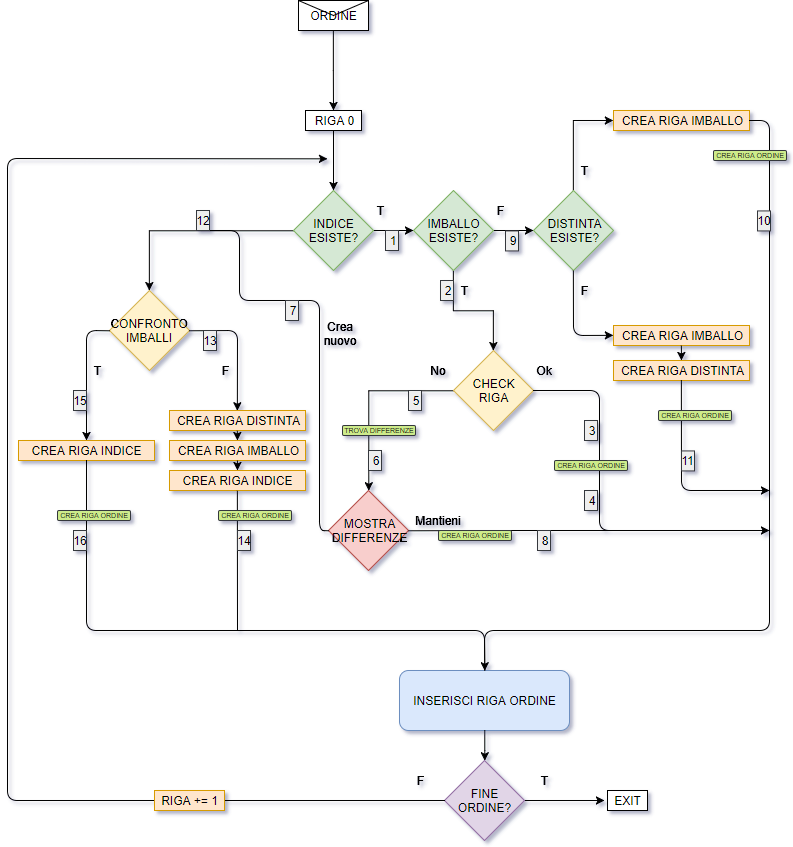 ORDINE
RIGA 0
CREA RIGA IMBALLO
CREA RIGA ORDINE
T
12
T
F
10
INDICE
ESISTE?
1
IMBALLO
ESISTE?
9
DISTINTA
ESISTE?
2
T
F
7
CONFRONTO
IMBALLI
13
Crea
nuovo
CREA RIGA IMBALLO
T
F
No
Ok
CREA RIGA DISTINTA
CHECK
RIGA
15
5
CREA RIGA DISTINTA
CREA RIGA ORDINE
TROVA DIFFERENZE
3
CREA RIGA INDICE
CREA RIGA IMBALLO
6
CREA RIGA ORDINE
11
CREA RIGA INDICE
4
CREA RIGA ORDINE
CREA RIGA ORDINE
MOSTRA
DIFFERENZE
Mantieni
CREA RIGA ORDINE
16
14
8
INSERISCI RIGA ORDINE
F
T
RIGA += 1
FINE
ORDINE?
EXIT